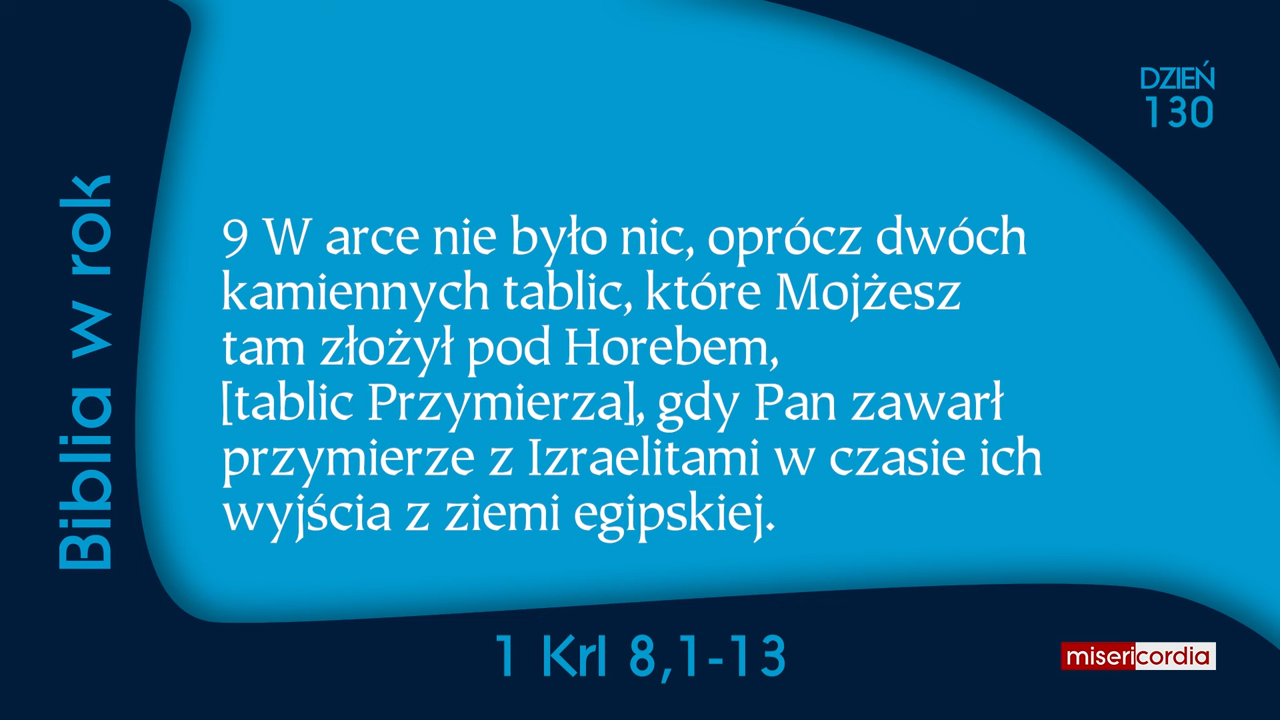 DZIEŃ
130
Biblia w rok
9 W arce nie było nic, oprócz dwóch
kamiennych tablic, które Mojżesz
tam złożył pod Horebem,
[tablic Przymierza], gdy Pan zawarł
przymierze z Izraelitami w czasie ich
wyjścia z ziemi egipskiej.
1 Krl 8,1-13
misericordia